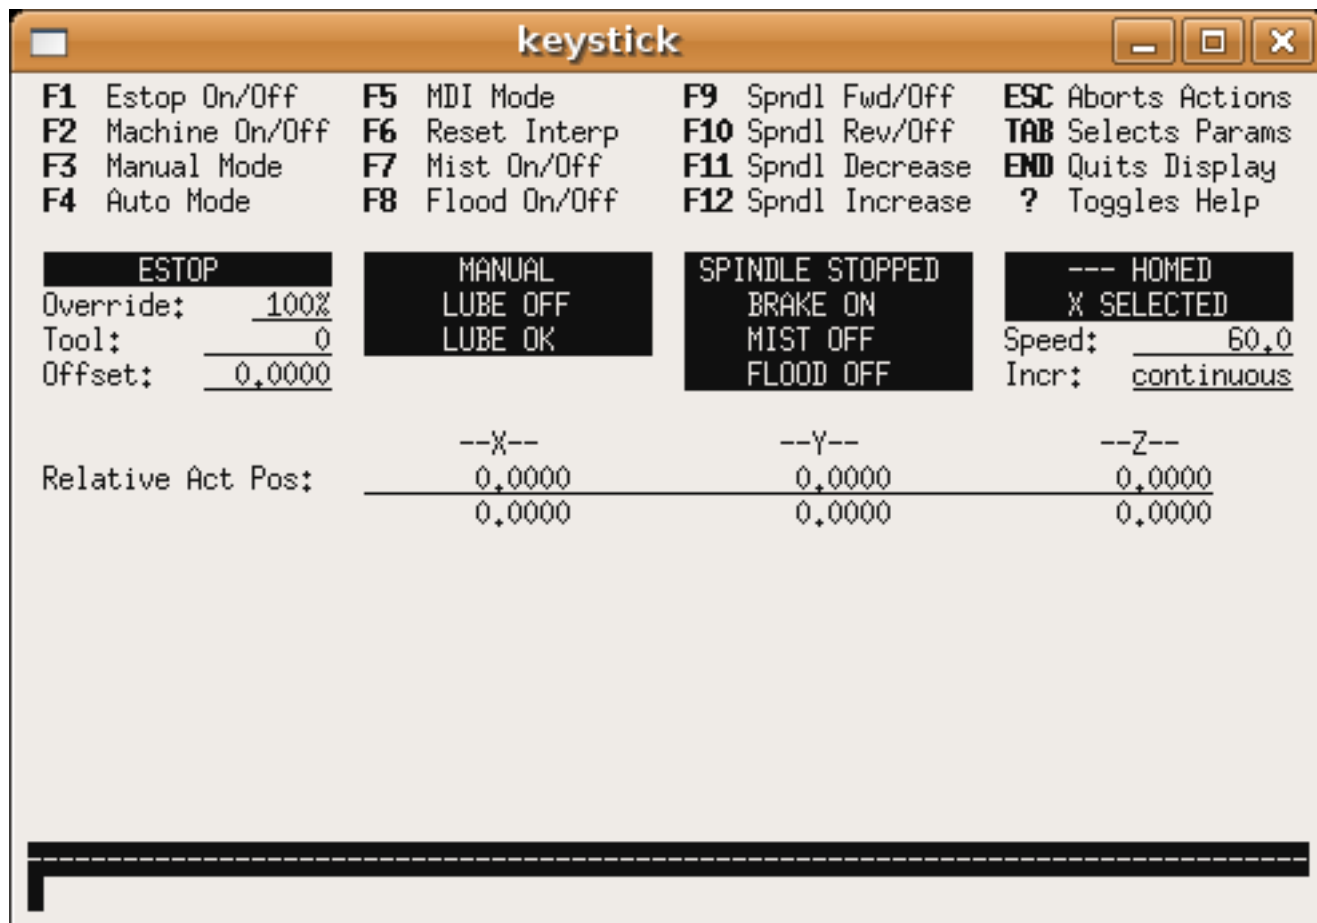 keystick
F1 Estop On/Off F5 MDI Mode F9 Spndl Fwd/Off ESC Aborts Actions
F2 Machine On/Off F6 Reset Interp F10 Spndl Rev/Off TAB Selects Params
F3 Manual Mode F7 Mist On/Off F11 Spndl Decrease END Quits Display
F4 Auto Mode F8 Flood On/Off F12 Spndl Increase ? Toggles Help
ESTOP MANUAL SPINDLE STOPPED --- HOMED
Override: 100% LUBE OFF BRAKE ON X SELECTED
Tool: 0 LUBE OK MIST OFF Speed: 60.0
Offset: 0.0000 FLOOD OFF Incr: continuous
--X-- --Y-- --Z--
Relative Act Pos: 0.0000 0.0000 0.0000
0.0000 0.0000 0.0000